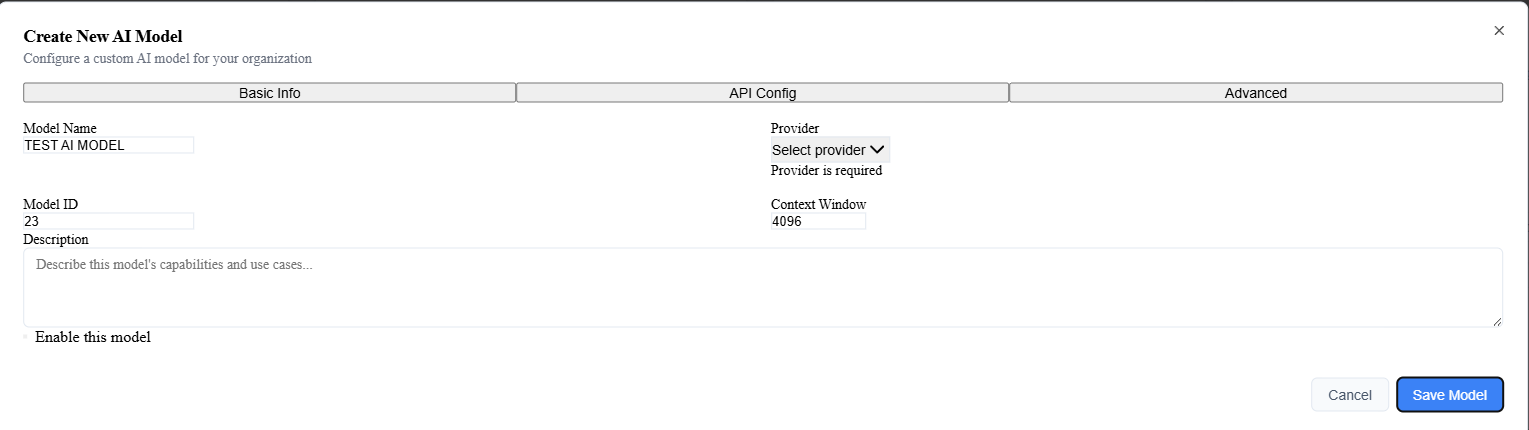 Create New AI Model
×
Configure a custom AI model for your organization
Basic Info API Config Advanced
Model Name Provider
TEST AI MODEL Select provider
Provider is required
Model ID Context Window
23 4096
Description
Describe this model's capabilities and use cases...
Enable this model
Cancel Save Model